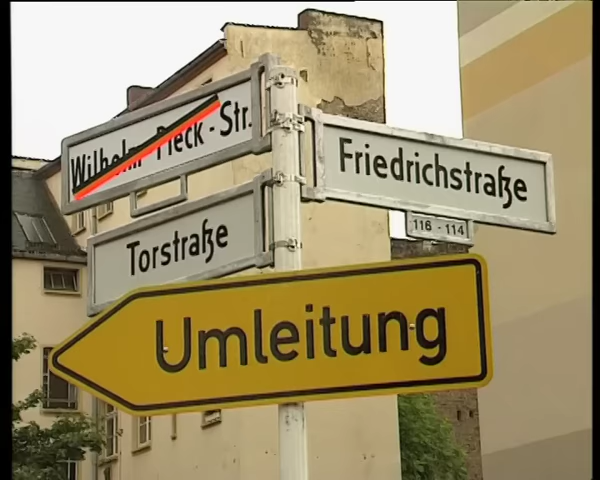 Wilhelm-Pieck-Str.
Friedrichstraße
116 - 114
Torstraße
Umleitung